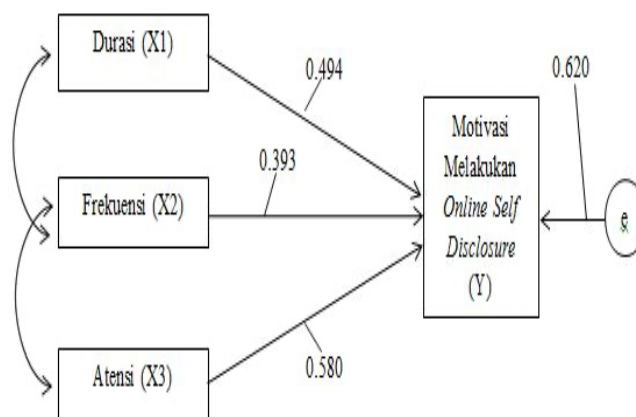 Durasi (X1)
0.494
0.620
Motivasi
Melakukan
Online Self
Disclosure
(Y)
0.393
Frekuensi (X2)
e
0.580
Atensi (X3)